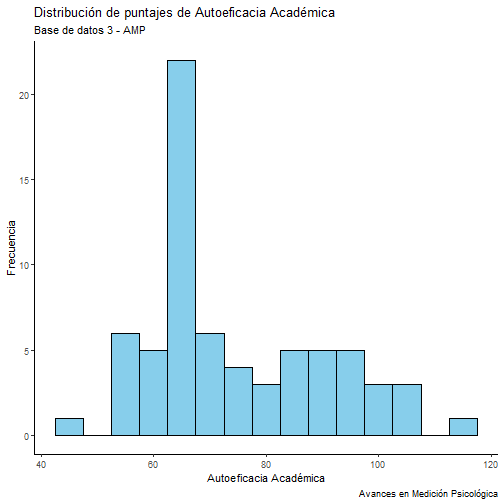 Distribución de puntajes de Autoeficacia Académica
Base de datos 3 - AMP
Frecuencia
20
15
10
5
0
40
60
80
100
120
Autoeficacia Académica
Avances en Medición Psicológica